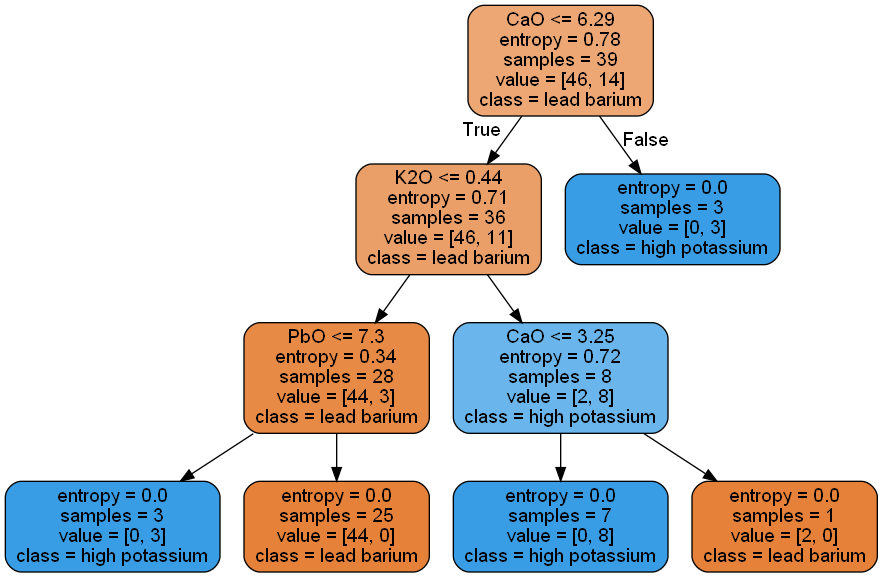 CaO <= 6.29
entropy = 0.78
samples = 39
value = [46, 14]
class = lead barium
True
False
K2O <= 0.44
entropy = 0.71
samples = 36
value = [46, 11]
class = lead barium
entropy = 0.0
samples = 3
value = [0, 3]
class = high potassium
PbO <= 7.3
entropy = 0.34
samples = 28
value = [44, 3]
class = lead barium
CaO <= 3.25
entropy = 0.72
samples = 8
value = [2, 8]
class = high potassium
entropy = 0.0
samples = 3
value = [0, 3]
class = high potassium
entropy = 0.0
samples = 25
value = [44, 0]
class = lead barium
entropy = 0.0
samples = 7
value = [0, 8]
class = high potassium
entropy = 0.0
samples = 1
value = [2, 0]
class = lead barium